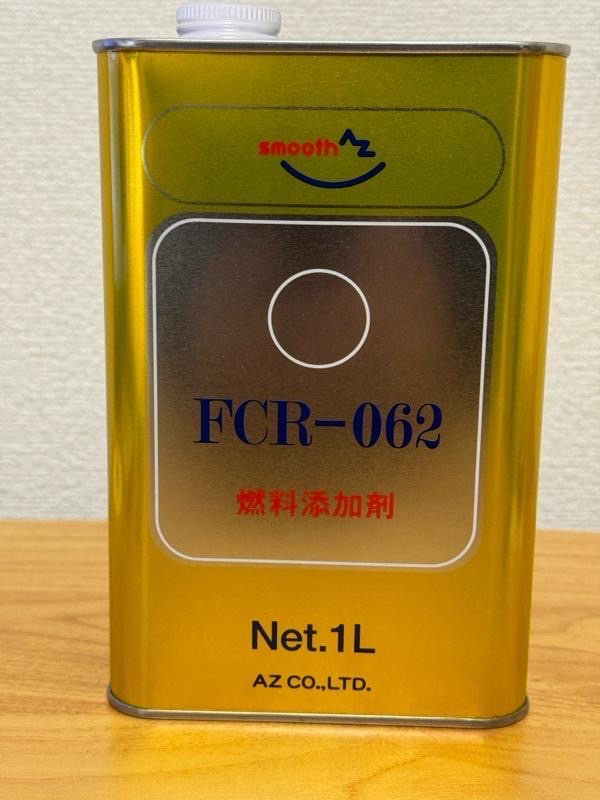 smooth AZ
FCR-062
燃料添加剤
Net.1L
AZ CO.,LTD.